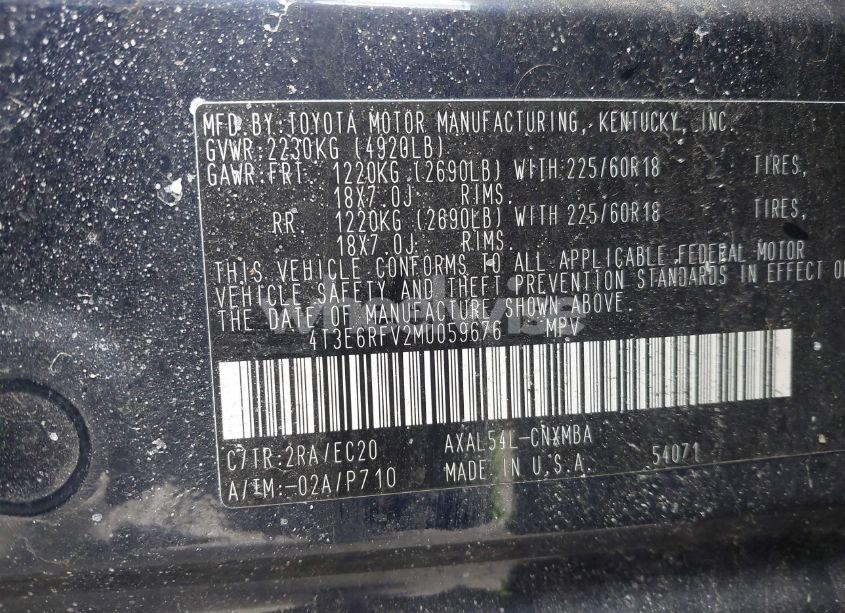 MFD. BY: TOYOTA MOTOR MANUFACTURING, KENTUCKY, INC.
GVWR: 2230KG (4920LB)
GAWR: FRT 1220KG (2690LB) WITH 225/60R18 TIRES,
18X7.0J RIMS.
RR 1220KG (2690LB) WITH 225/60R18 TIRES,
18X7.0J RIMS.
THIS VEHICLE CONFORMS TO ALL APPLICABLE FEDERAL MOTOR
VEHICLE SAFETY AND THEFT PREVENTION STANDARDS IN EFFECT
THE DATE OF MANUFACTURE SHOWN ABOVE.
4T3E6RFV2MU059676 MPV
C/TR: 2RA/EC20 AXAL54L-CNXMBA
A/TM: -02A/P710 MADE IN U.S.A. 54071